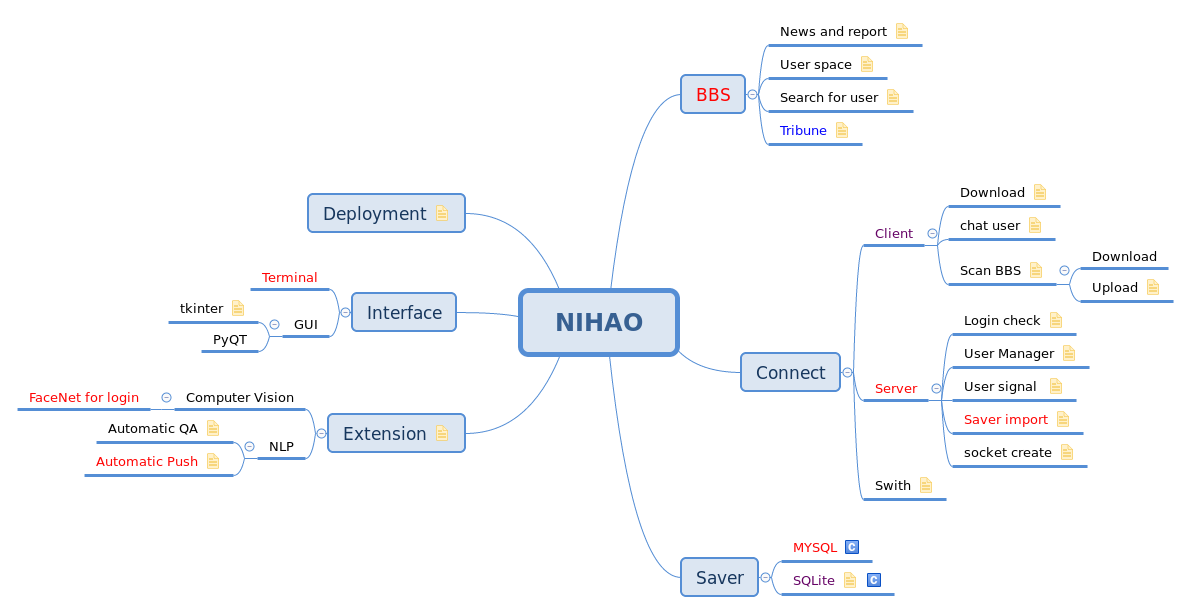 NIHAO
BBS
News and report
User space
Search for user
Tribune
Connect
Client
Download
chat user
Scan BBS
Download
Upload
Server
Login check
User Manager
User signal
Saver import
socket create
Swith
Saver
MYSQL
C
SQLite
C
Deployment
Interface
Terminal
GUI
tkinter
PyQT
Extension
Computer Vision
FaceNet for login
NLP
Automatic QA
Automatic Push